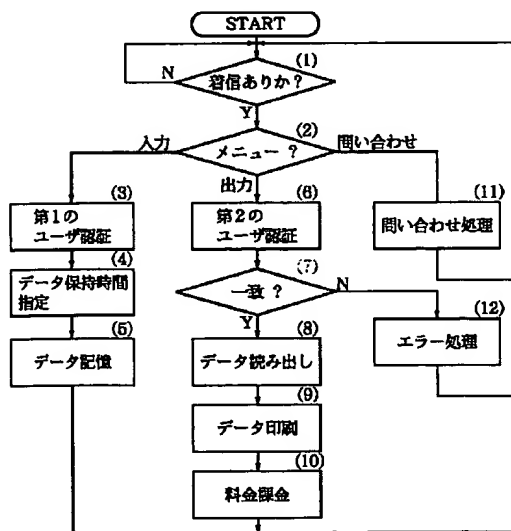 START
(1)
着信ありか?
N
Y
(2)
メニュー ?
入力
問い合わせ
出力
(3)
第1の
ユーザ認証
(6)
第2の
ユーザ認証
(11)
問い合わせ処理
(4)
データ保持時間
指定
(7)
一致 ?
N
Y
(5)
データ記憶
(8)
データ読み出し
(12)
エラー処理
(9)
データ印刷
(10)
料金課金